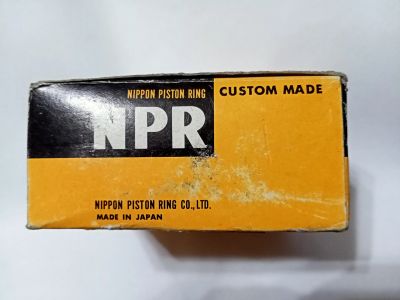 NIPPON PISTON RING
CUSTOM MADE
NPR
NIPPON PISTON RING CO., LTD.
MADE IN JAPAN